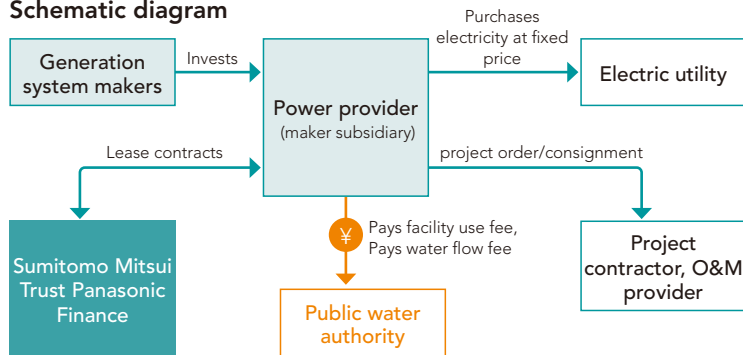 Schematic diagram
Generation
system makers
Invests
Power provider
(maker subsidiary)
Purchases
electricity at fixed
price
Electric utility
Lease contracts
project order/consignment
Sumitomo Mitsui
Trust Panasonic
Finance
¥
Pays facility use fee,
Pays water flow fee
Project
contractor, O&M
provider
Public water
authority